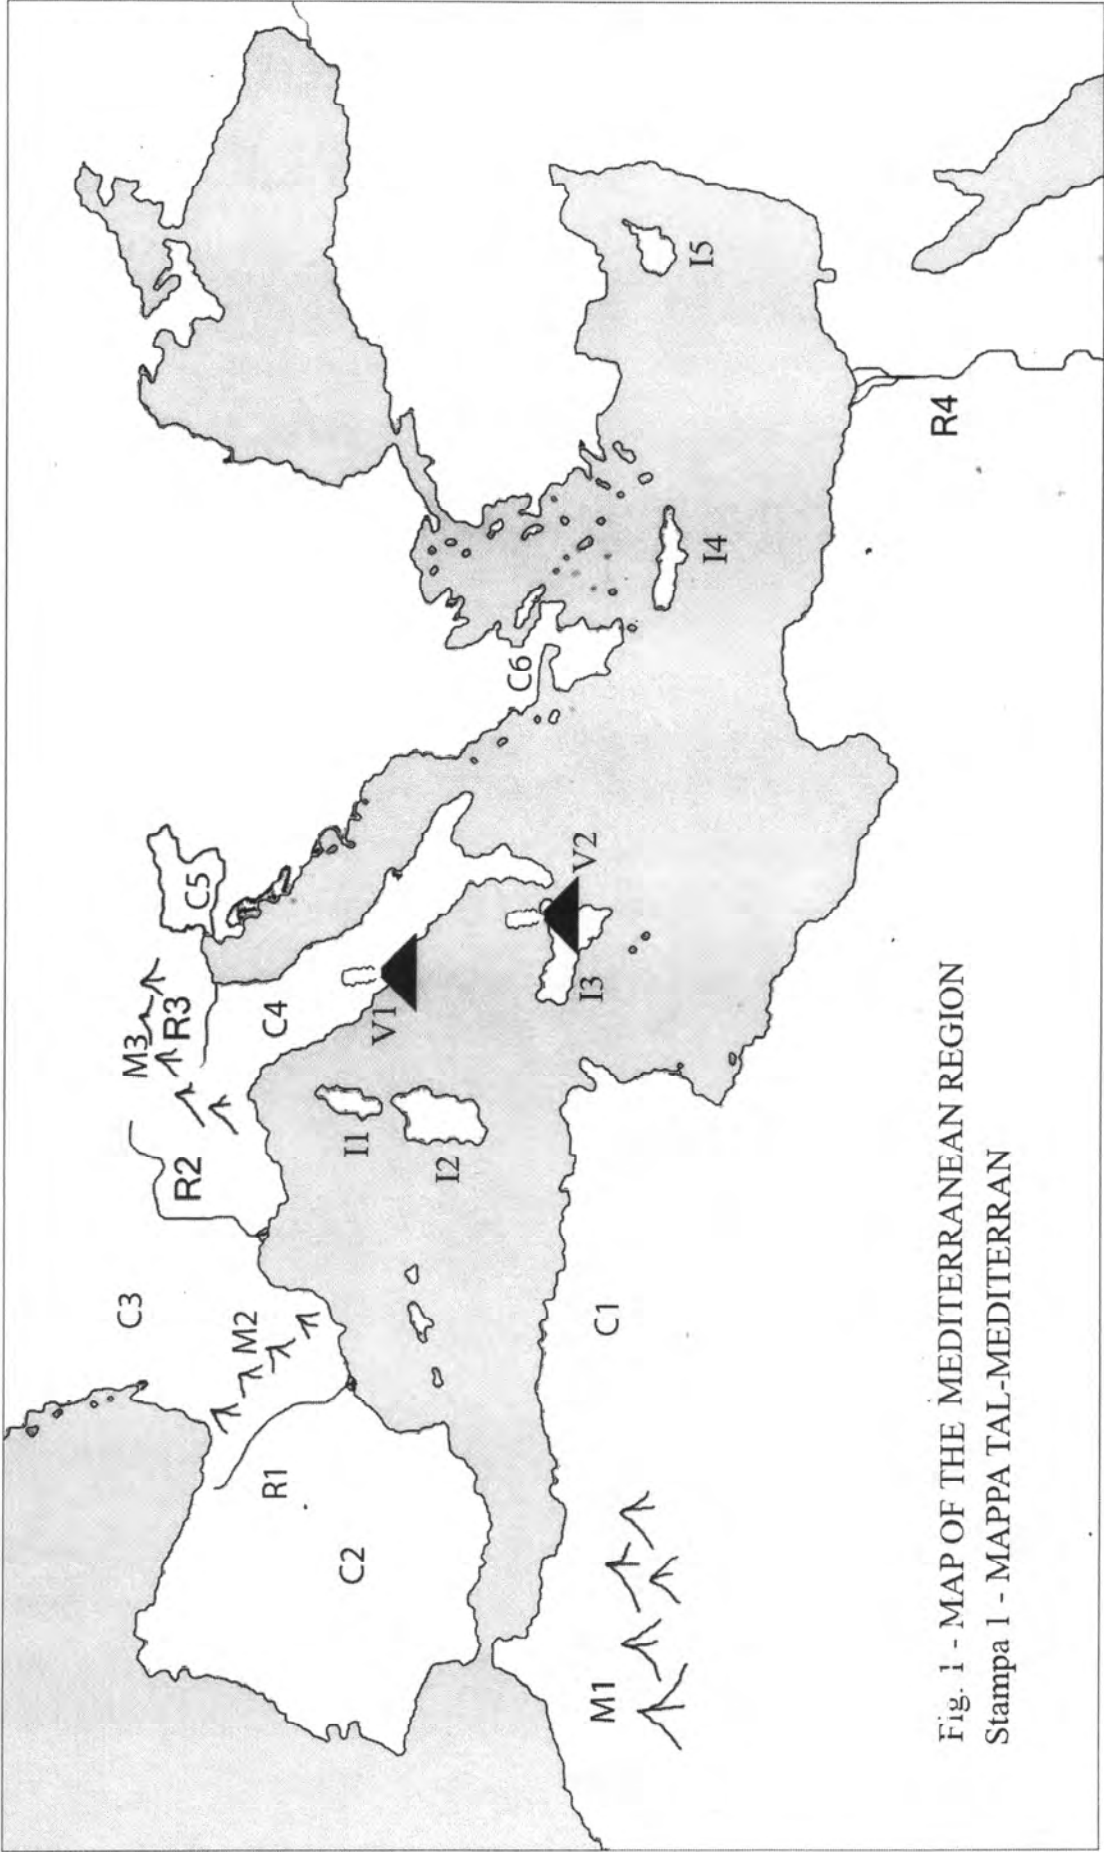 C3
M3
R3
C5
R2
M2
C4
R1
C2
I1
V1
I2
C6
V2
I3
I4
I5
C1
M1
R4
Fig. 1 - MAP OF THE MEDITERRANEAN REGION
Stampa 1 - MAPPA TAL-MEDITERRAN